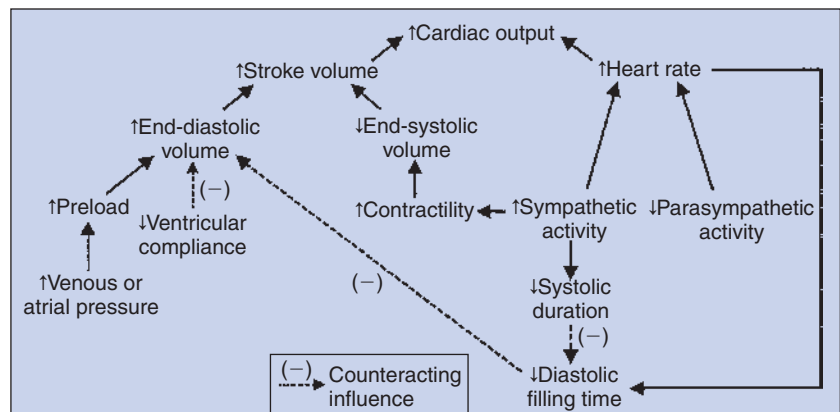 ↑Cardiac output
↑Stroke volume
↑Heart rate
↑End-diastolic
volume
↓End-systolic
volume
(−)
↑Preload
↓Ventricular
compliance
↑Contractility
↑Sympathetic
activity
↓Parasympathetic
activity
↑Venous or
atrial pressure
(−)
↓Systolic
duration
(−)
(−)
Counteracting
influence
↓Diastolic
filling time